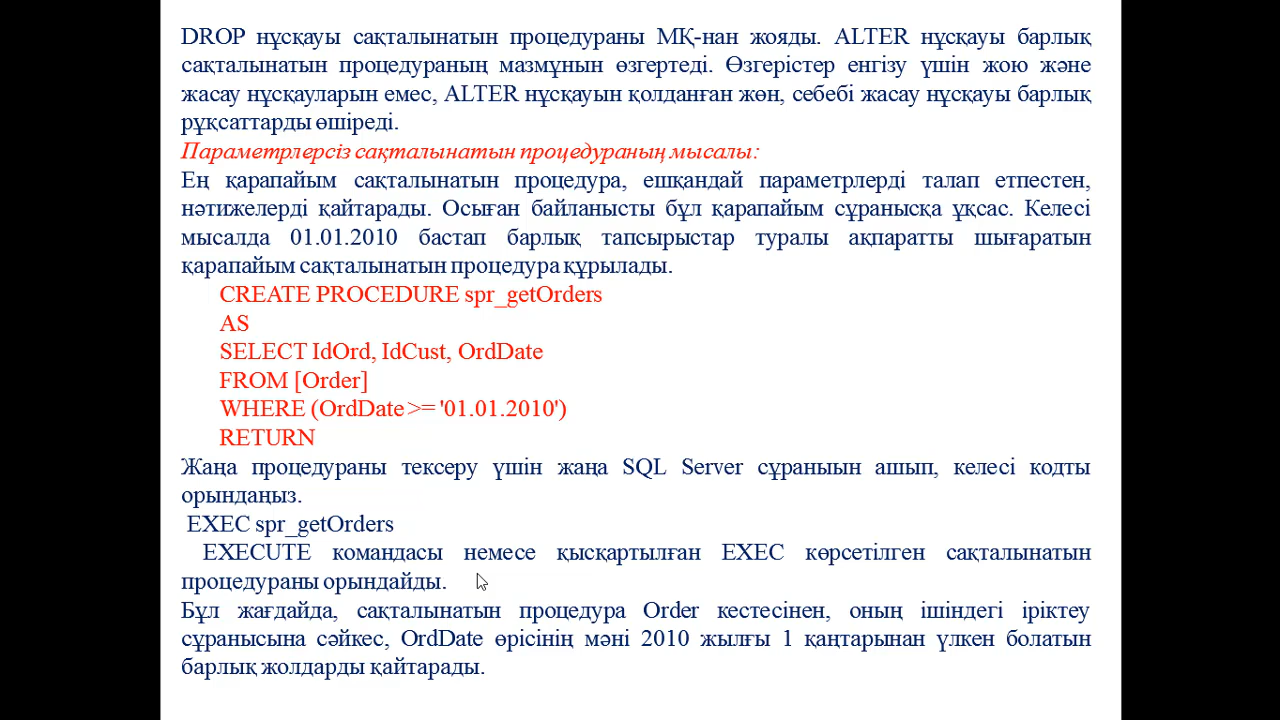 DROP нұсқауы сақталынатын процедураны МҚ-нан жояды. ALTER нұсқауы барлық
сақталынатын процедураның мазмұнын өзгертеді. Өзгерістер енгізу үшін жою және
жасау нұсқауларын емес, ALTER нұсқауын қолданған жөн, себебі жасау нұсқауы барлық
рұқсаттарды өшіреді.
Параметрлерсіз сақталынатын процедураның мысалы:
Ең қарапайым сақталынатын процедура, ешқандай параметрлерді талап етпестен,
нәтижелерді қайтарады. Осыған байланысты бұл қарапайым сұранысқа ұқсас. Келесі
мысалда 01.01.2010 бастап барлық тапсырыстар туралы ақпаратты шығаратын
қарапайым сақталынатын процедура құрылады.
CREATE PROCEDURE spr_getOrders
AS
SELECT IdOrd, IdCust, OrdDate
FROM [Order]
WHERE (OrdDate >= '01.01.2010')
RETURN
Жаңа процедураны тексеру үшін жаңа SQL Server сұраныын ашып, келесі кодты
орындаңыз.
EXEC spr_getOrders
EXECUTE командасы немесе қысқартылған EXEC көрсетілген сақталынатын
процедураны орындайды.
Бұл жағдайда, сақталынатын процедура Order кестесінен, оның ішіндегі іріктеу
сұранысына сәйкес, OrdDate өрісінің мәні 2010 жылғы 1 қаңтарынан үлкен болатын
барлық жолдарды қайтарады.